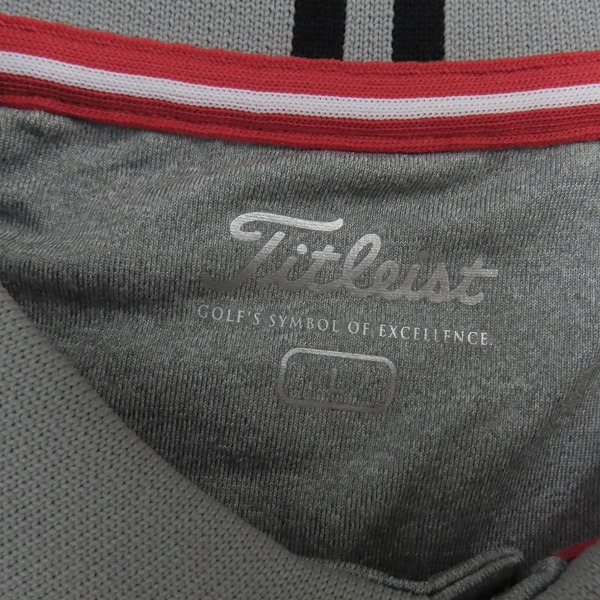 Titleist
GOLF'S SYMBOL OF EXCELLENCE.
L